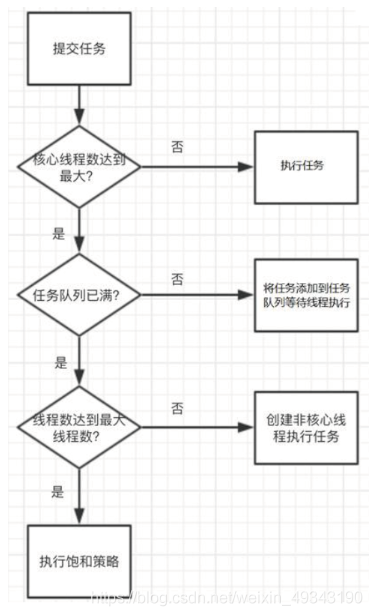 提交任务
核心线程数达到
最大?
否
执行任务
是
任务队列已满?
否
将任务添加到任务
队列等待线程执行
是
线程数达到最大
线程数?
否
创建非核心线
程执行任务
是
执行饱和策略
https://blog.csdn.net/weixin_49343190